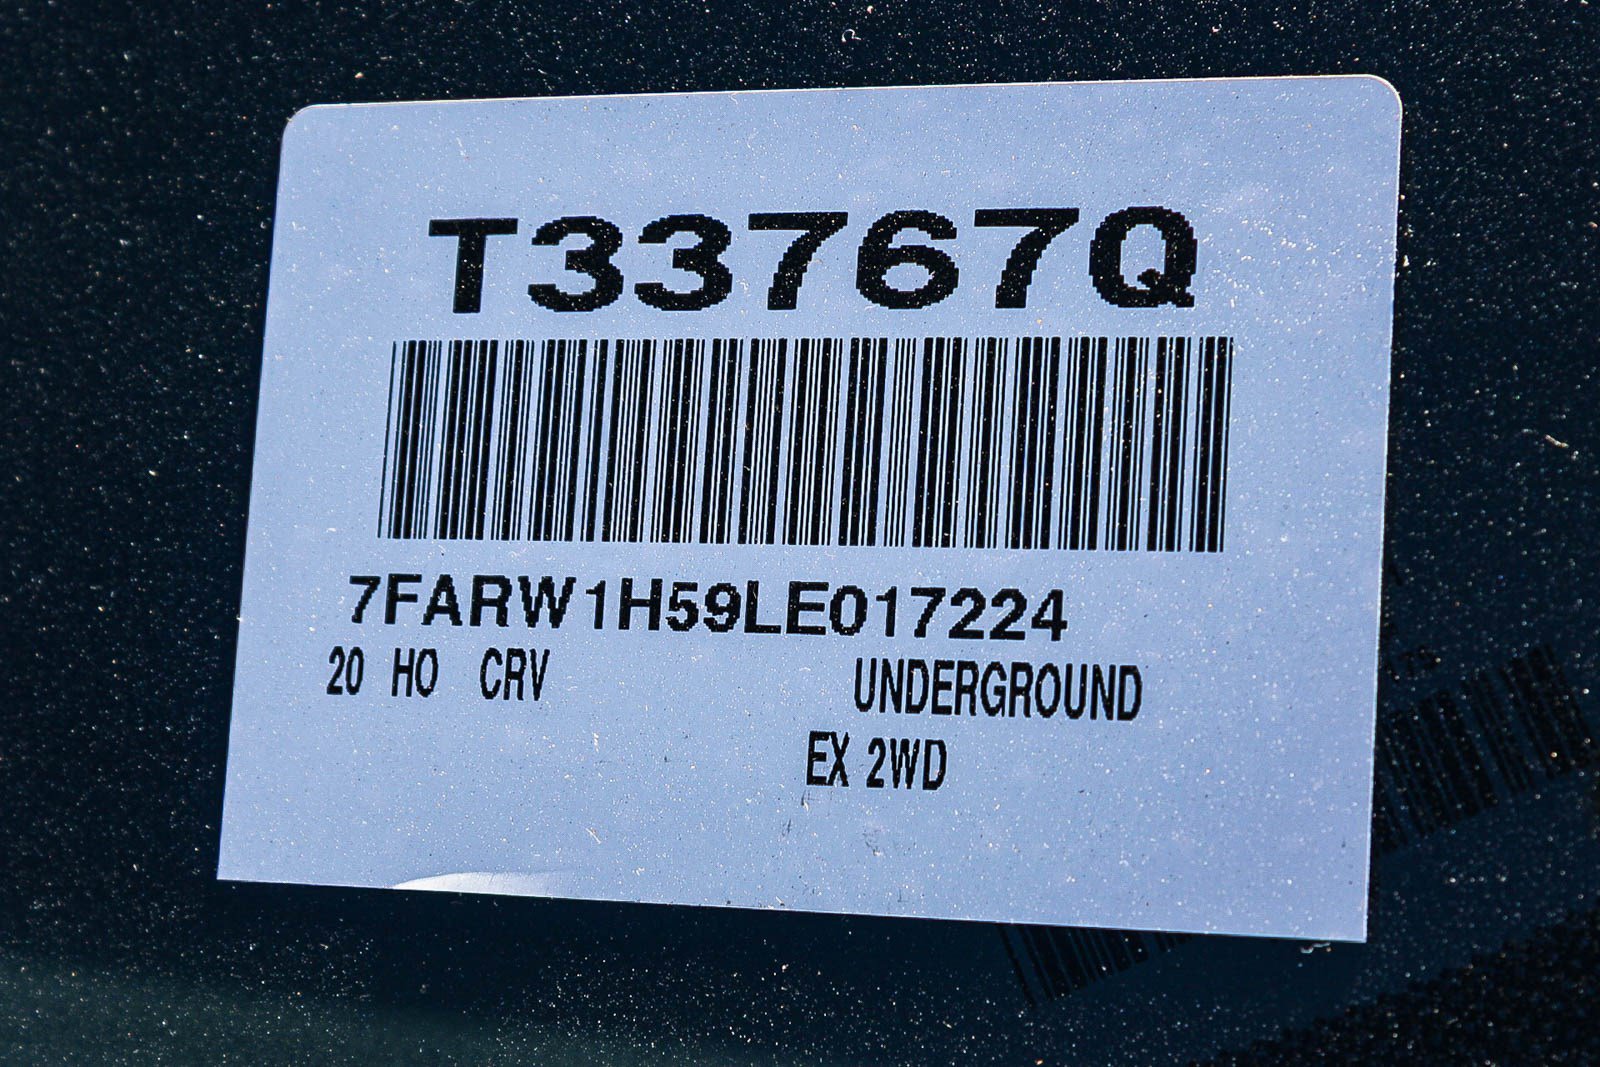 T33767Q
7FARW1H59LE017224
20 HO CRV UNDERGROUND
EX 2WD